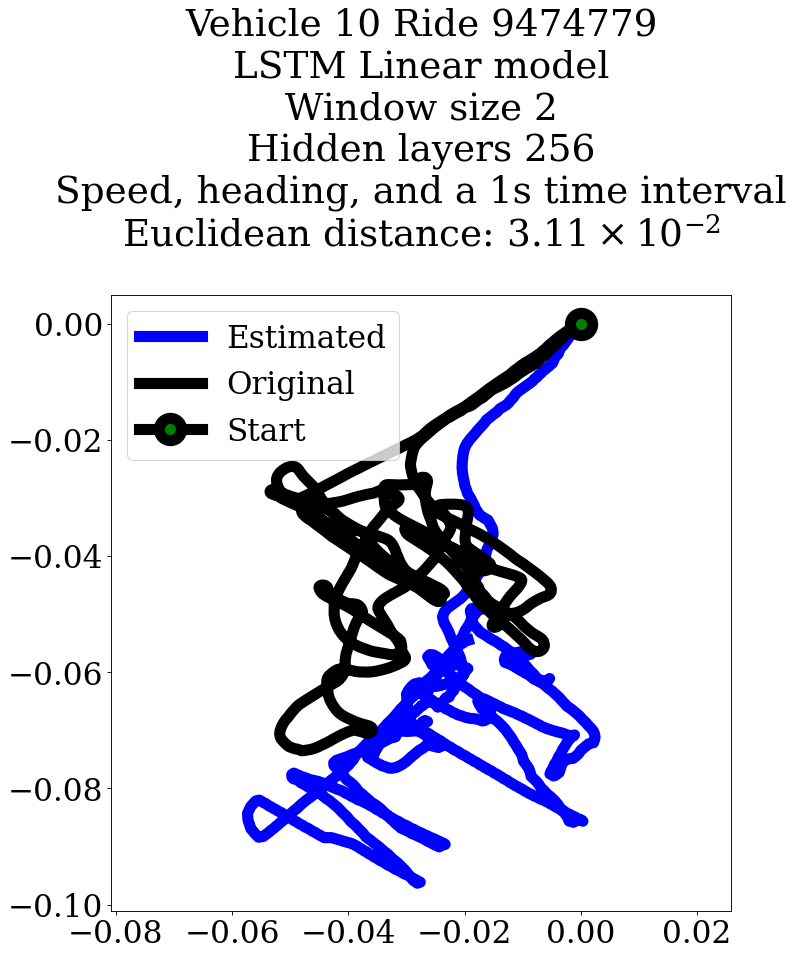 Vehicle 10 Ride 9474779
LSTM Linear model
Window size 2
Hidden layers 256
Speed, heading, and a 1s time interval
Euclidean distance: 3.11 × 10⁻²
Estimated
Original
Start
0.00
−0.02
−0.04
−0.06
−0.08
−0.10
−0.08 −0.06 −0.04 −0.02 0.00 0.02